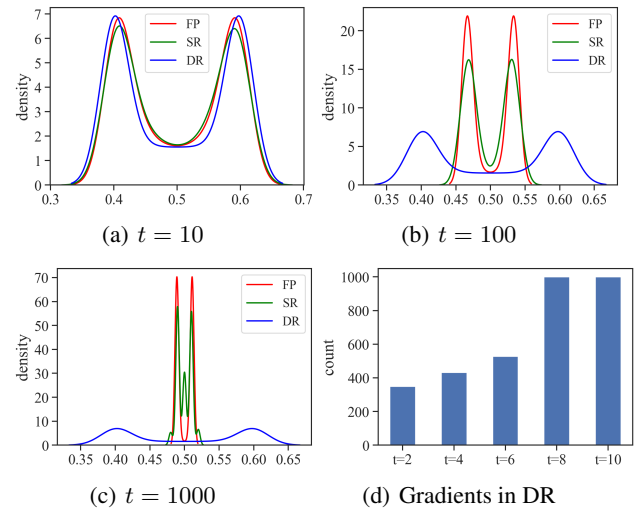 density
7
6
5
4
3
2
1
0
FP
SR
DR
0.3 0.4 0.5 0.6 0.7
(a) t = 10
density
20
15
10
5
0
FP
SR
DR
0.35 0.40 0.45 0.50 0.55 0.60 0.65
(b) t = 100
density
70
60
50
40
30
20
10
0
FP
SR
DR
0.35 0.40 0.45 0.50 0.55 0.60 0.65
(c) t = 1000
count
1000
800
600
400
200
0
t=2 t=4 t=6 t=8 t=10
(d) Gradients in DR